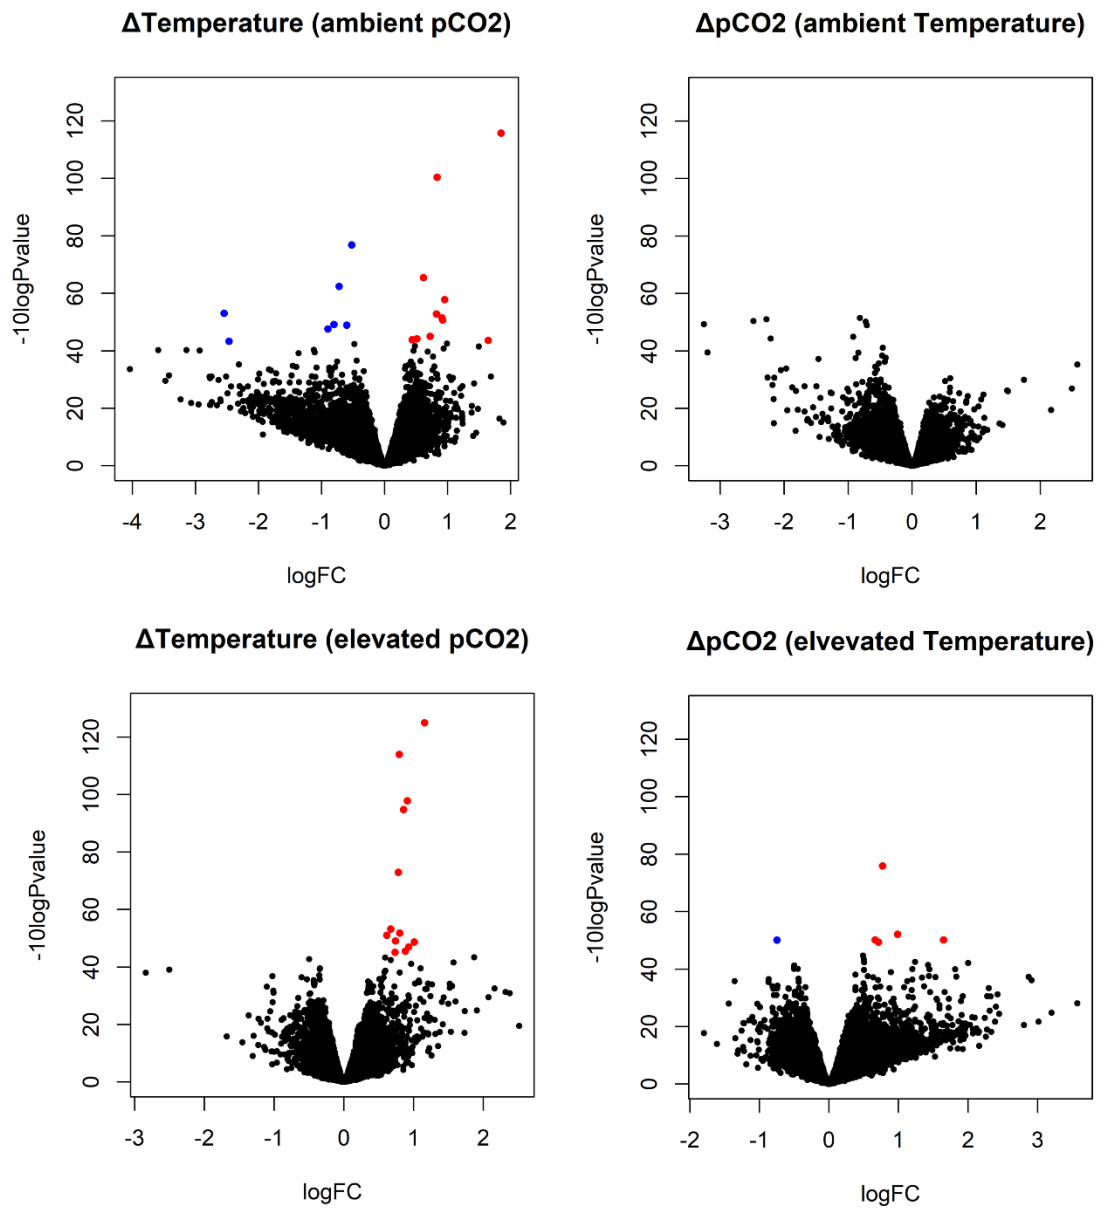 ΔTemperature (ambient pCO2)
120
100
80
60
40
20
0
-10logPvalue
-4 -3 -2 -1 0 1 2
logFC
ΔpCO2 (ambient Temperature)
120
100
80
60
40
20
0
-10logPvalue
-3 -2 -1 0 1 2
logFC
ΔTemperature (elevated pCO2)
120
100
80
60
40
20
0
-10logPvalue
-3 -2 -1 0 1 2
logFC
ΔpCO2 (elvevated Temperature)
120
100
80
60
40
20
0
-10logPvalue
-2 -1 0 1 2 3
logFC